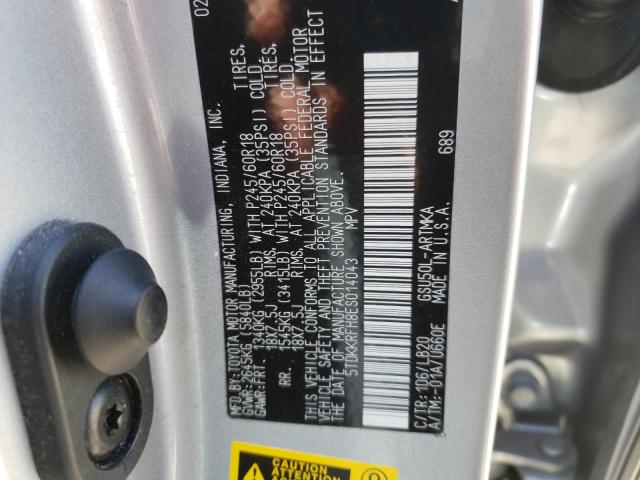 02
MFD.BY:TOYOTA MOTOR MANUFACTURING, INDIANA, INC.
GVWR:2645KG (5840LB)
GAWR:FRT. 1340KG (2955LB) WITH P245/60R18 TIRES,
18X7.5J RIMS, AT 240KPA (35PSI) COLD
RR. 1545KG (3415LB) WITH P245/60R18 TIRES,
18X7.5J RIMS, AT 240KPA (35PSI) COLD
THIS VEHICLE CONFORMS TO ALL APPLICABLE FEDERAL MOTOR
VEHICLE SAFETY AND THEFT PREVENTION STANDARDS IN EFFECT
ON THE DATE OF MANUFACTURE SHOWN ABOVE.
5TDKKRFH8ES014043 MPV
689
C/TR:1D6/LB20 GSU50L-ARTMKA
A/TM:-01A/U660E MADE IN U.S.A.
CAUTION
ATTENTION